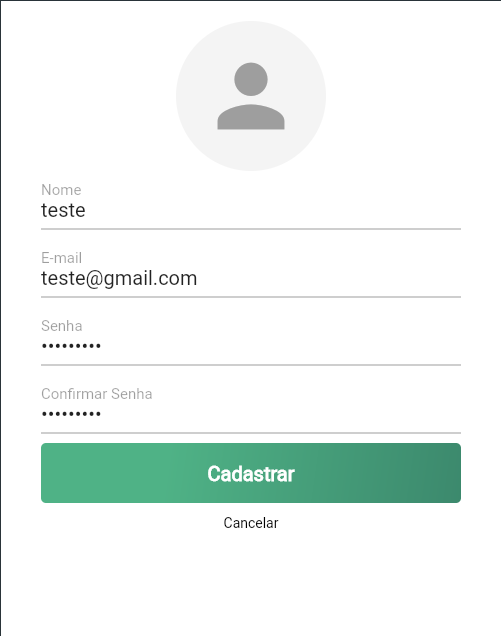 Nome
teste
E-mail
teste@gmail.com
Senha
•••••••••
Confirmar Senha
•••••••••
Cadastrar
Cancelar